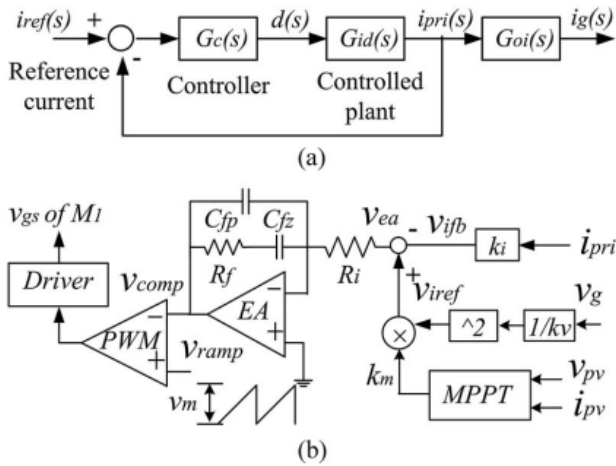 iref(s) + d(s) ipri(s) ig(s)
Gc(s) Gid(s) Goi(s)
-
Reference current
Controller
Controlled plant
(a)
vgs of M1
Cfp
Cfz
vea - vifb
ki
ipri
Driver
vcomp
Rf
Ri
+
viref
vg
EA
-
+
PWM
-
+
vramp
×
^2
1/kv
vm
km
MPPT
vpv
ipv
(b)